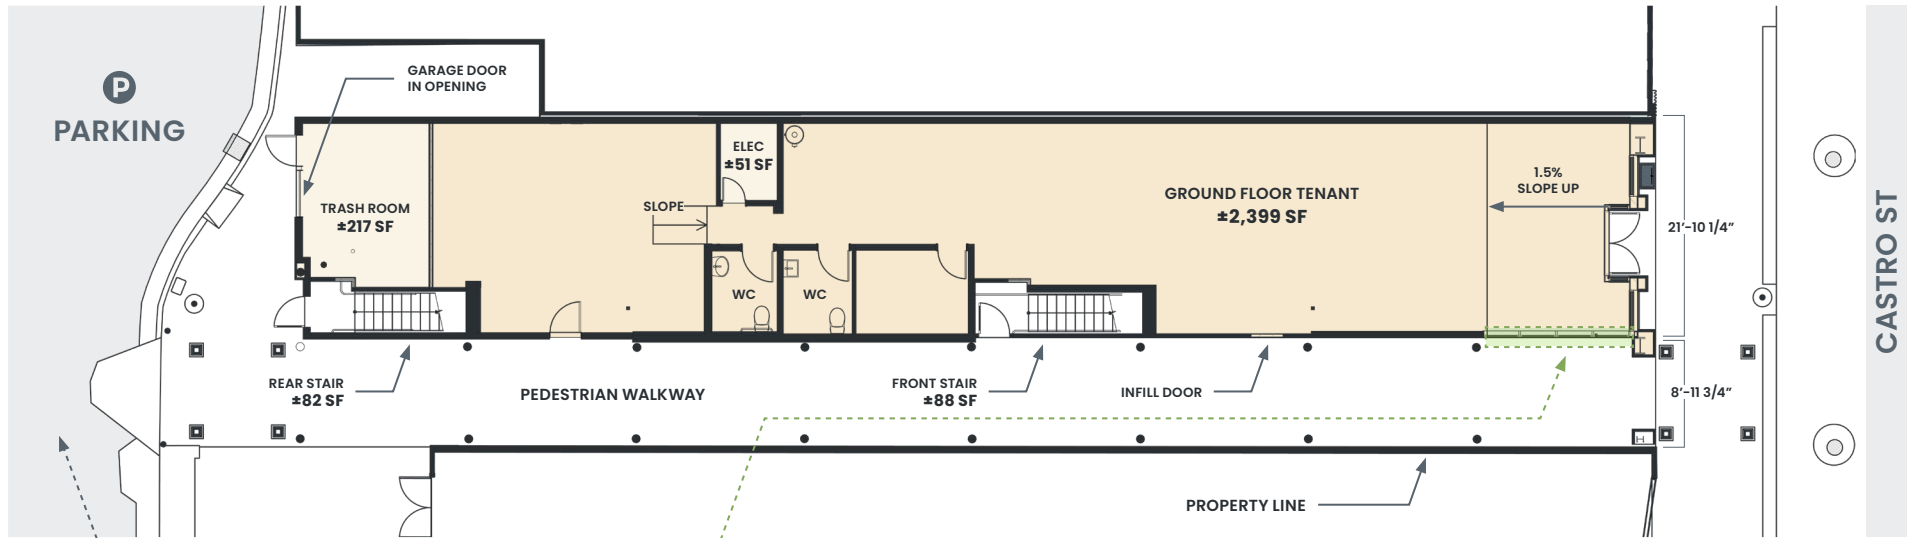 GARAGE DOOR
IN OPENING
P
PARKING
ELEC
±51 SF
TRASH ROOM
±217 SF
SLOPE
GROUND FLOOR TENANT
±2,399 SF
1.5%
SLOPE UP
21'-10 1/4"
CASTRO ST
WC
WC
REAR STAIR
±82 SF
PEDESTRIAN WALKWAY
FRONT STAIR
±88 SF
INFILL DOOR
8'-11 3/4"
PROPERTY LINE